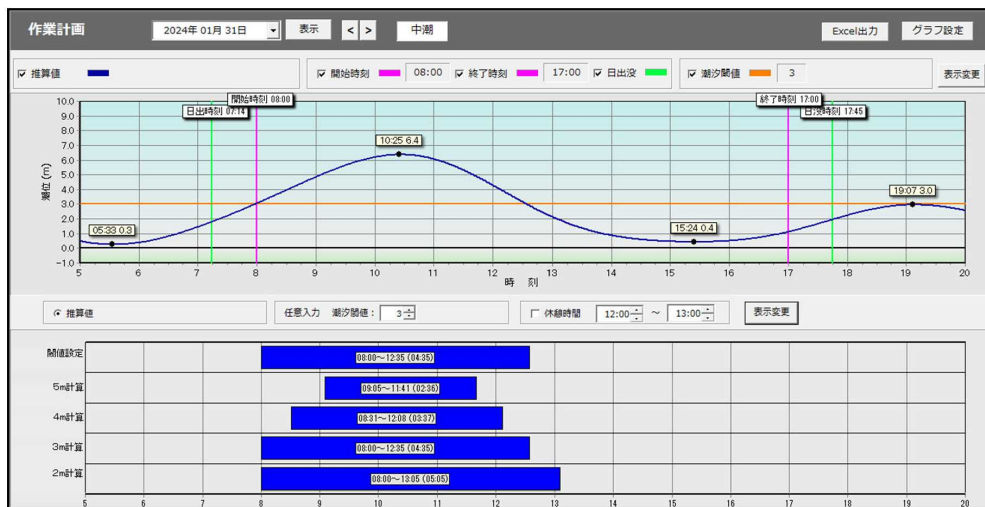 作業計画 2024年 01月 31日 表示 < > 中潮 Excel出力 グラフ設定
推算値 開始時刻 08:00 終了時刻 17:00 日出没 潮汐閾値 3 表示変更
開始時刻 08:00 終了時刻 17:00
日出時刻 07:14 日没時刻 17:45
潮位(m)
10.0
9.0
8.0
7.0
6.0
5.0
4.0
3.0
2.0
1.0
0.0
-1.0
05:33 0.3
10:25 6.4
15:24 0.4
19:07 3.0
5 6 7 8 9 10 11 12 13 14 15 16 17 18 19 20
時 刻
推算値 任意入力 潮汐閾値： 3 休憩時間 12:00 ～ 13:00 表示変更
閾値設定 08:00～12:35 (04:35)
5m計算 09:05～11:41 (02:36)
4m計算 08:31～12:08 (03:37)
3m計算 08:00～12:35 (04:35)
2m計算 08:00～13:05 (05:05)
5 6 7 8 9 10 11 12 13 14 15 16 17 18 19 20